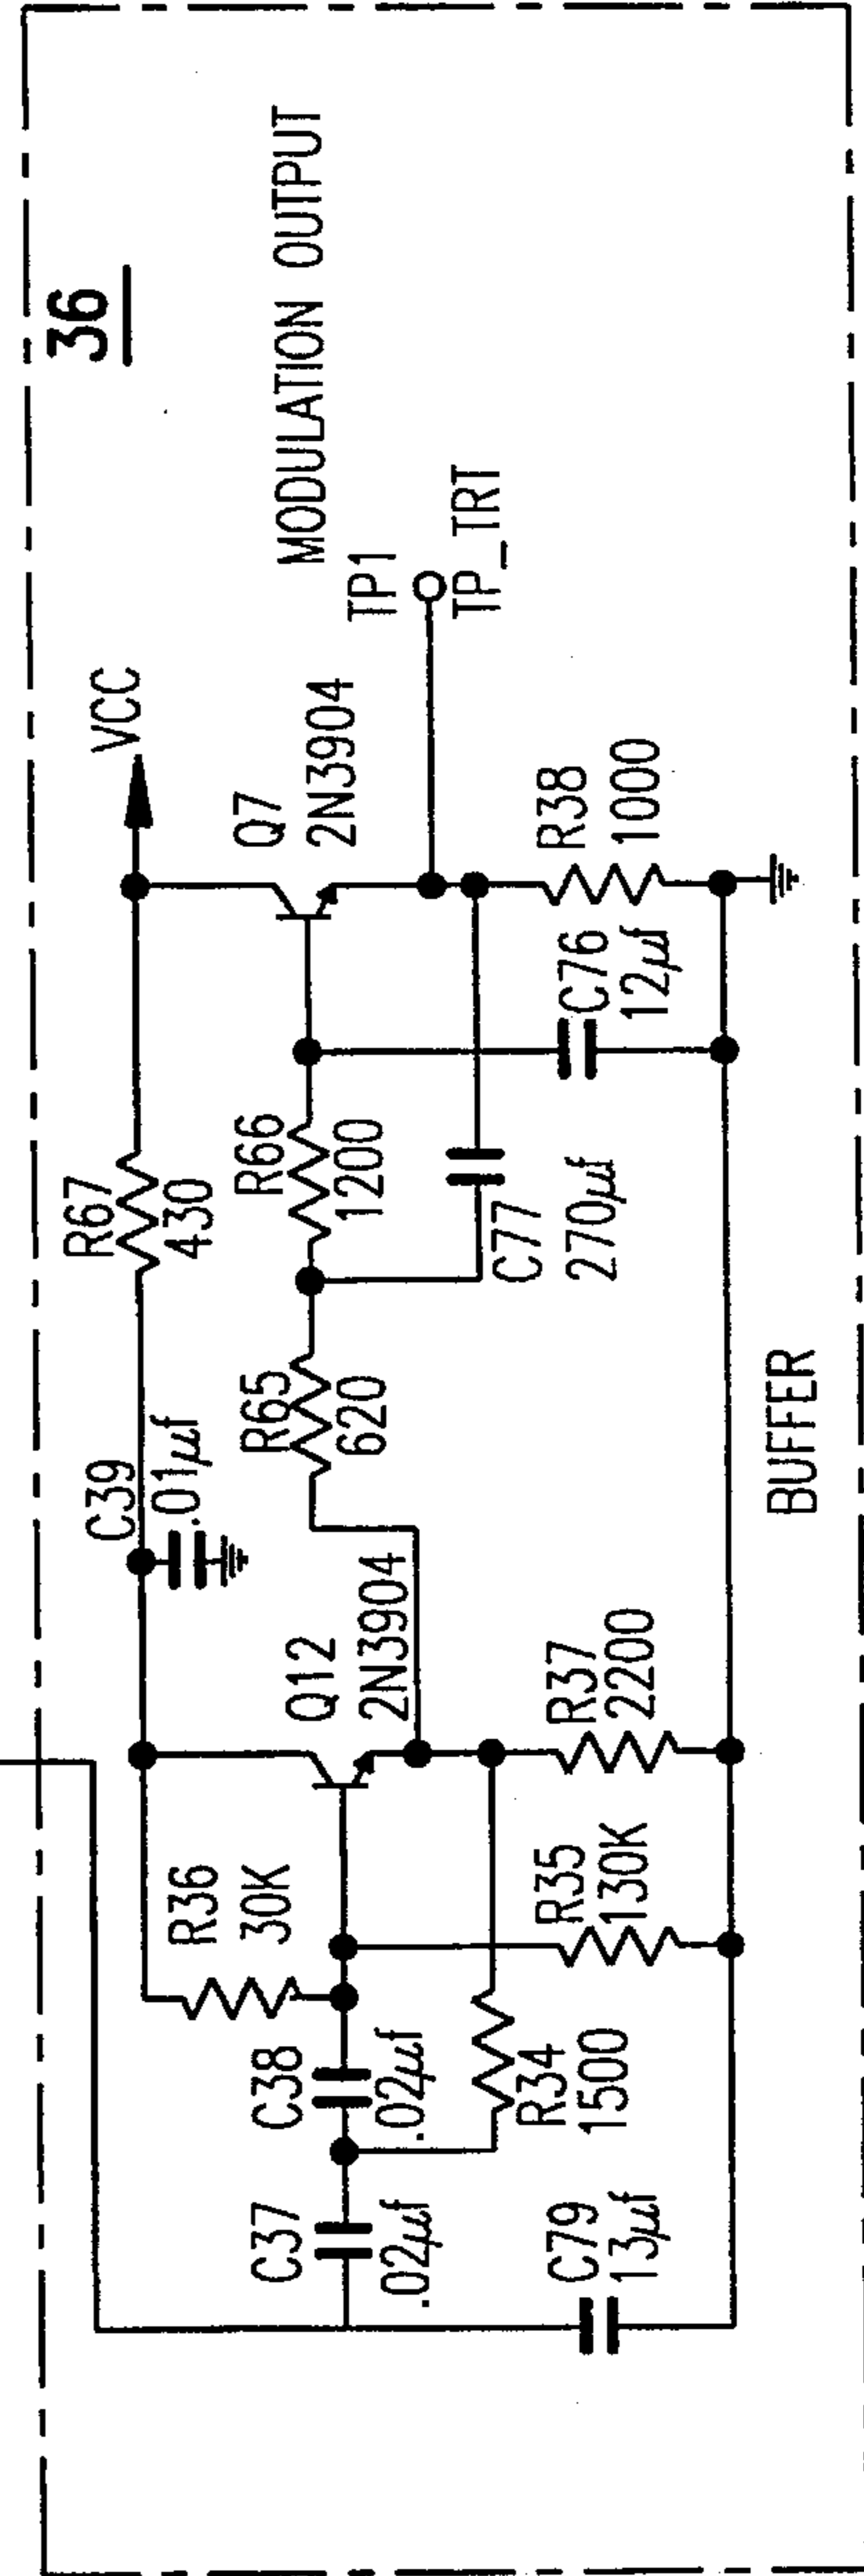 36
MODULATION OUTPUT
VCC
TP1
TP_TRT
Q7
2N3904
R38
1000
C76
12μf
R67
430
R66
1200
C77
270μf
C39
.01μf
R65
620
BUFFER
Q12
2N3904
R37
2200
R36
30K
R35
130K
C38
.02μf
R34
1500
C37
.02μf
C79
13μf